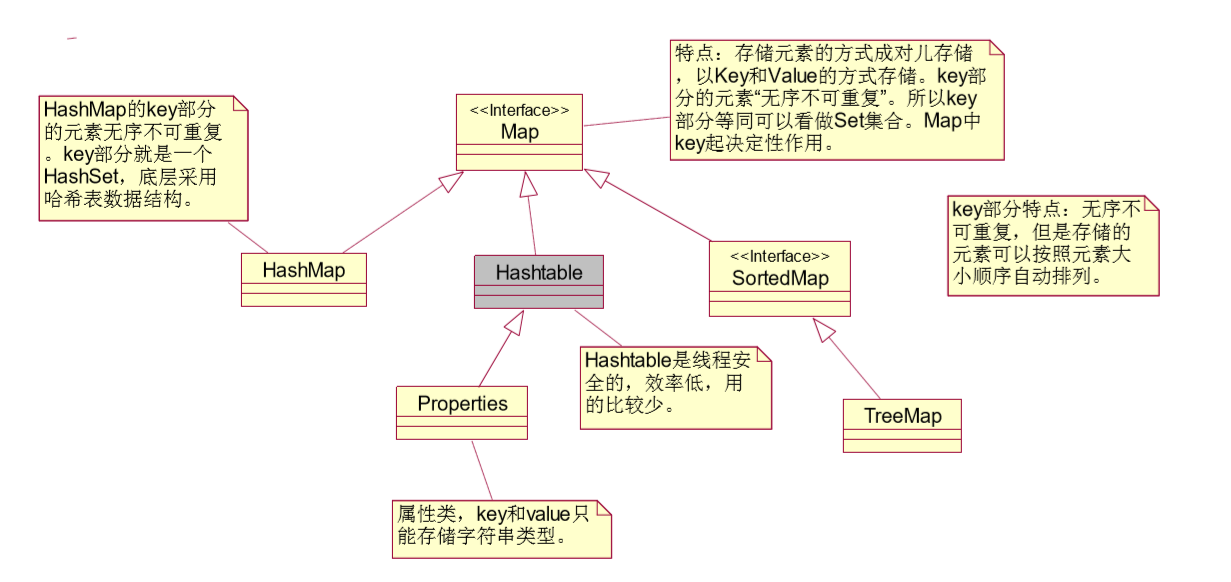 特点：存储元素的方式成对儿存储
，以Key和Value的方式存储。key部
分的元素“无序不可重复”。所以key
部分等同可以看做Set集合。Map中
key起决定性作用。
HashMap的key部分
的元素无序不可重复
。key部分就是一个
HashSet，底层采用
哈希表数据结构。
<<Interface>>
Map
key部分特点：无序不
可重复，但是存储的
元素可以按照元素大
小顺序自动排列。
HashMap
Hashtable
<<Interface>>
SortedMap
Hashtable是线程安
全的，效率低，用
的比较少。
Properties
TreeMap
属性类，key和value只
能存储字符串类型。